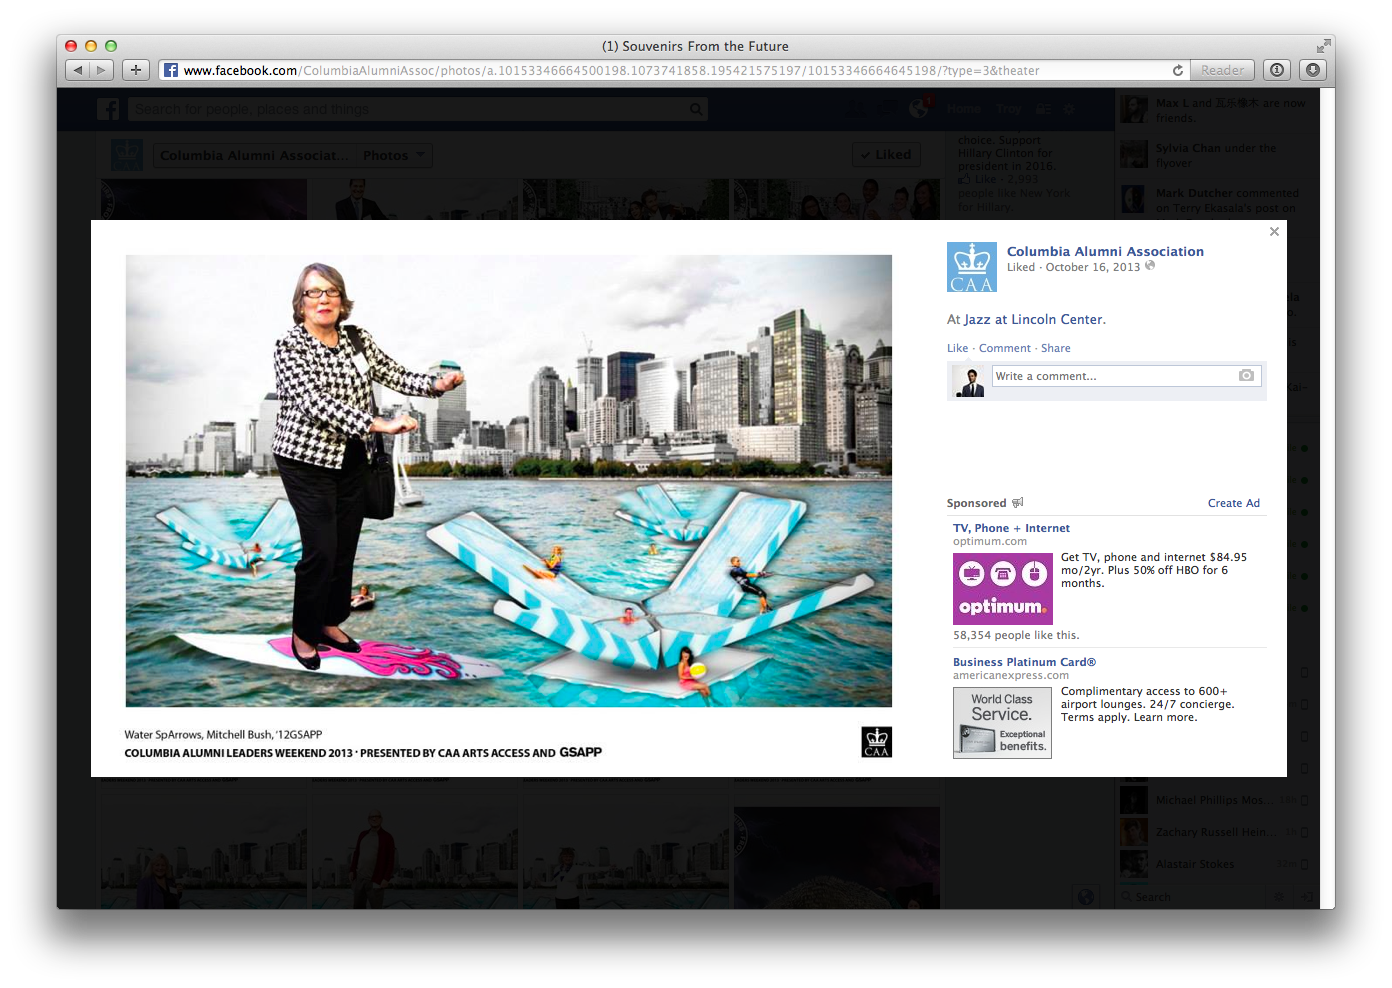 (1) Souvenirs From the Future
www.facebook.com/ColumbiaAlumniAssoc/photos/a.10153346664500198.1073741858.195421575197/10153346664645198/?type=3&theater
Reader
Search for people, places and things
1
Home
Troy
Columbia Alumni Associat...
Photos
Liked
choice. Support
Hillary Clinton for
president in 2016.
Like · 2,993
people like New York
for Hillary.
Max L and 瓦乐橡木 are now
friends.
Sylvia Chan under the
flyover
Mark Dutcher commented
on Terry Ekasala's post on
Columbia Alumni Association
Liked · October 16, 2013
CAA
At Jazz at Lincoln Center.
Like · Comment · Share
Write a comment...
Sponsored
Create Ad
TV, Phone + Internet
optimum.com
optimum.
Get TV, phone and internet $84.95
mo/2yr. Plus 50% off HBO for 6
months.
58,354 people like this.
Business Platinum Card®
americanexpress.com
World Class
Service.
Exceptional
benefits.
Complimentary access to 600+
airport lounges. 24/7 concierge.
Terms apply. Learn more.
Water SpArrows, Mitchell Bush, '12GSAPP
COLUMBIA ALUMNI LEADERS WEEKEND 2013 · PRESENTED BY CAA ARTS ACCESS AND GSAPP
CAA
Michael Phillips Mos...
Zachary Russell Hein...
Alastair Stokes
Search